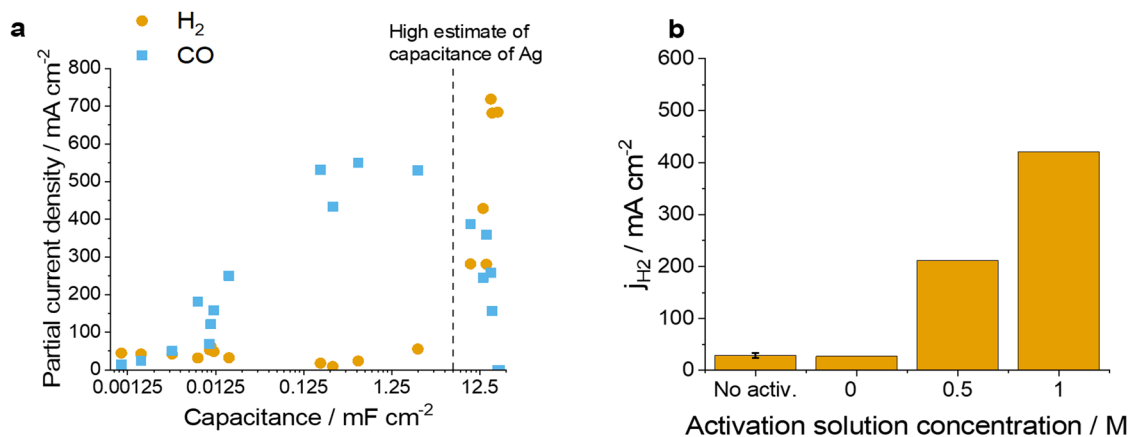 a
H₂
CO
High estimate of
capacitance of Ag
Partial current density / mA cm⁻²
800
700
600
500
400
300
200
100
0
0.00125 0.0125 0.125 1.25 12.5
Capacitance / mF cm⁻²
b
jH2 / mA cm⁻²
600
500
400
300
200
100
0
No activ. 0 0.5 1
Activation solution concentration / M